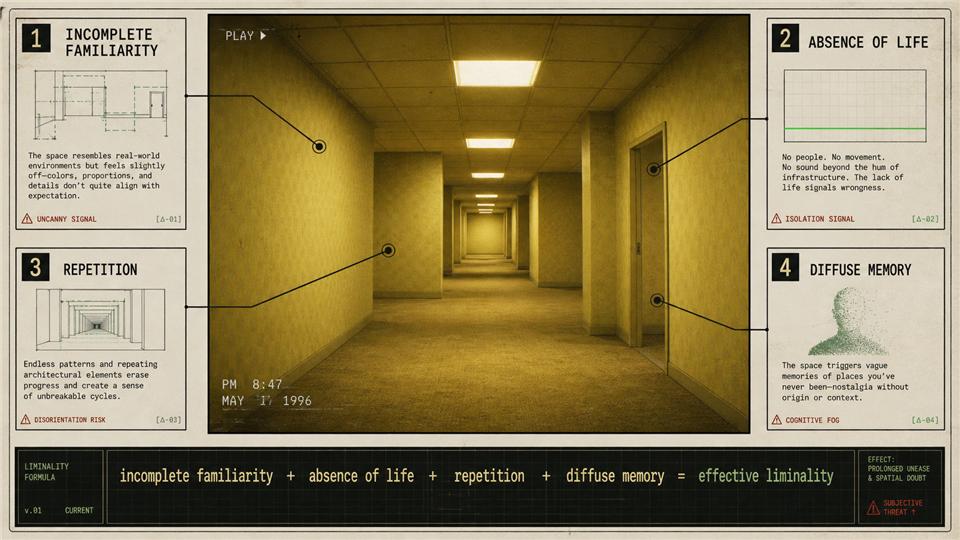 1
INCOMPLETE
FAMILIARITY
The space resembles real-world
environments but feels slightly
off—colors, proportions, and
details don't quite align with
expectation.
UNCANNY SIGNAL
[Δ-01]
PLAY
PM 8:47
MAY 17 1996
2
ABSENCE OF LIFE
No people. No movement.
No sound beyond the hum of
infrastructure. The lack of
life signals wrongness.
ISOLATION SIGNAL
[Δ-02]
3
REPETITION
Endless patterns and repeating
architectural elements erase
progress and create a sense
of unbreakable cycles.
DISORIENTATION RISK
[Δ-03]
4
DIFFUSE MEMORY
The space triggers vague
memories of places you've
never been—nostalgia without
origin or context.
COGNITIVE FOG
[Δ-04]
LIMINALITY
FORMULA
v.01 CURRENT
incomplete familiarity + absence of life + repetition + diffuse memory = effective liminality
EFFECT:
PROLONGED UNEASE
& SPATIAL DOUBT
SUBJECTIVE
THREAT ↑